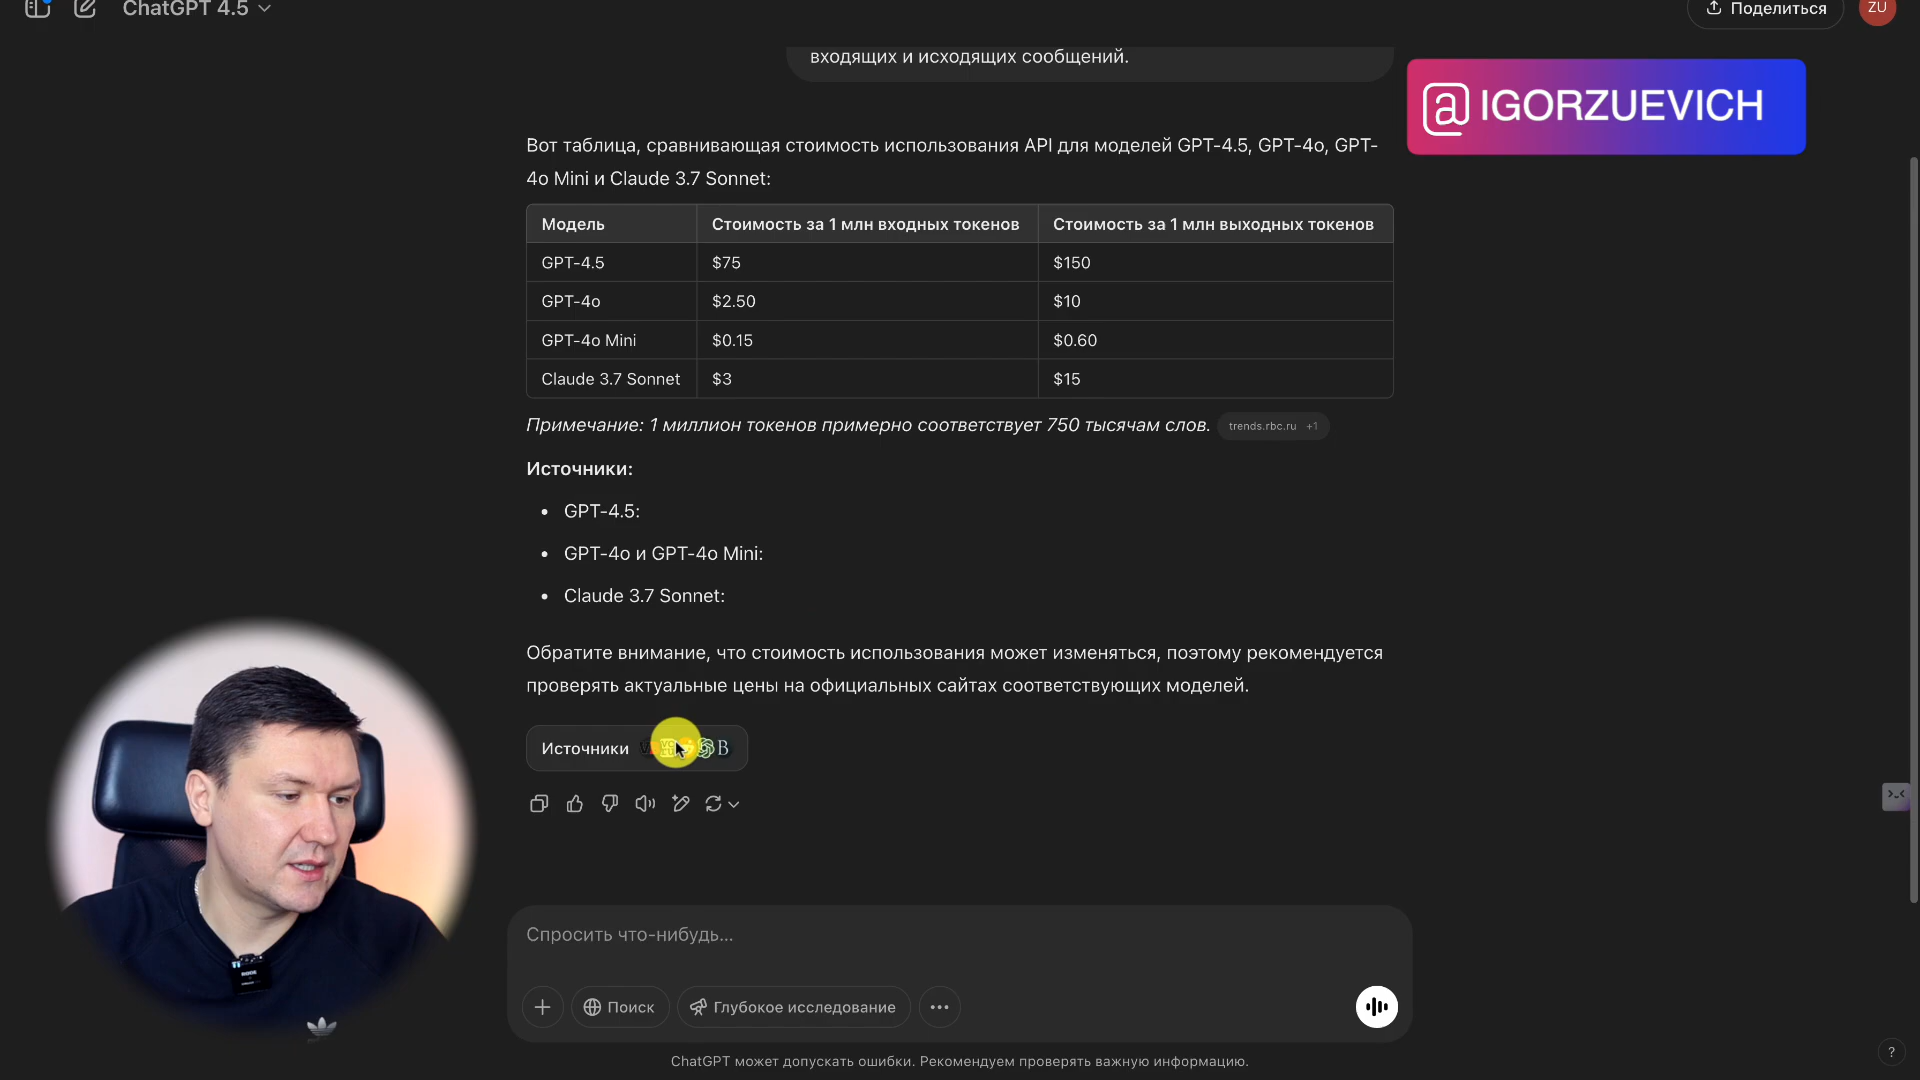 ChatGPT 4.5
Поделиться
ZU
входящих и исходящих сообщений.
@IGORZUEVICH
Вот таблица, сравнивающая стоимость использования API для моделей GPT-4.5, GPT-4o, GPT-
4o Mini и Claude 3.7 Sonnet:
Модель Стоимость за 1 млн входных токенов Стоимость за 1 млн выходных токенов
GPT-4.5 $75 $150
GPT-4o $2.50 $10
GPT-4o Mini $0.15 $0.60
Claude 3.7 Sonnet $3 $15
Примечание: 1 миллион токенов примерно соответствует 750 тысячам слов. trends.rbc.ru +1
Источники:
• GPT-4.5:
• GPT-4o и GPT-4o Mini:
• Claude 3.7 Sonnet:
Обратите внимание, что стоимость использования может изменяться, поэтому рекомендуется
проверять актуальные цены на официальных сайтах соответствующих моделей.
Источники B
Спросить что-нибудь...
Поиск Глубокое исследование
ChatGPT может допускать ошибки. Рекомендуем проверять важную информацию.
?